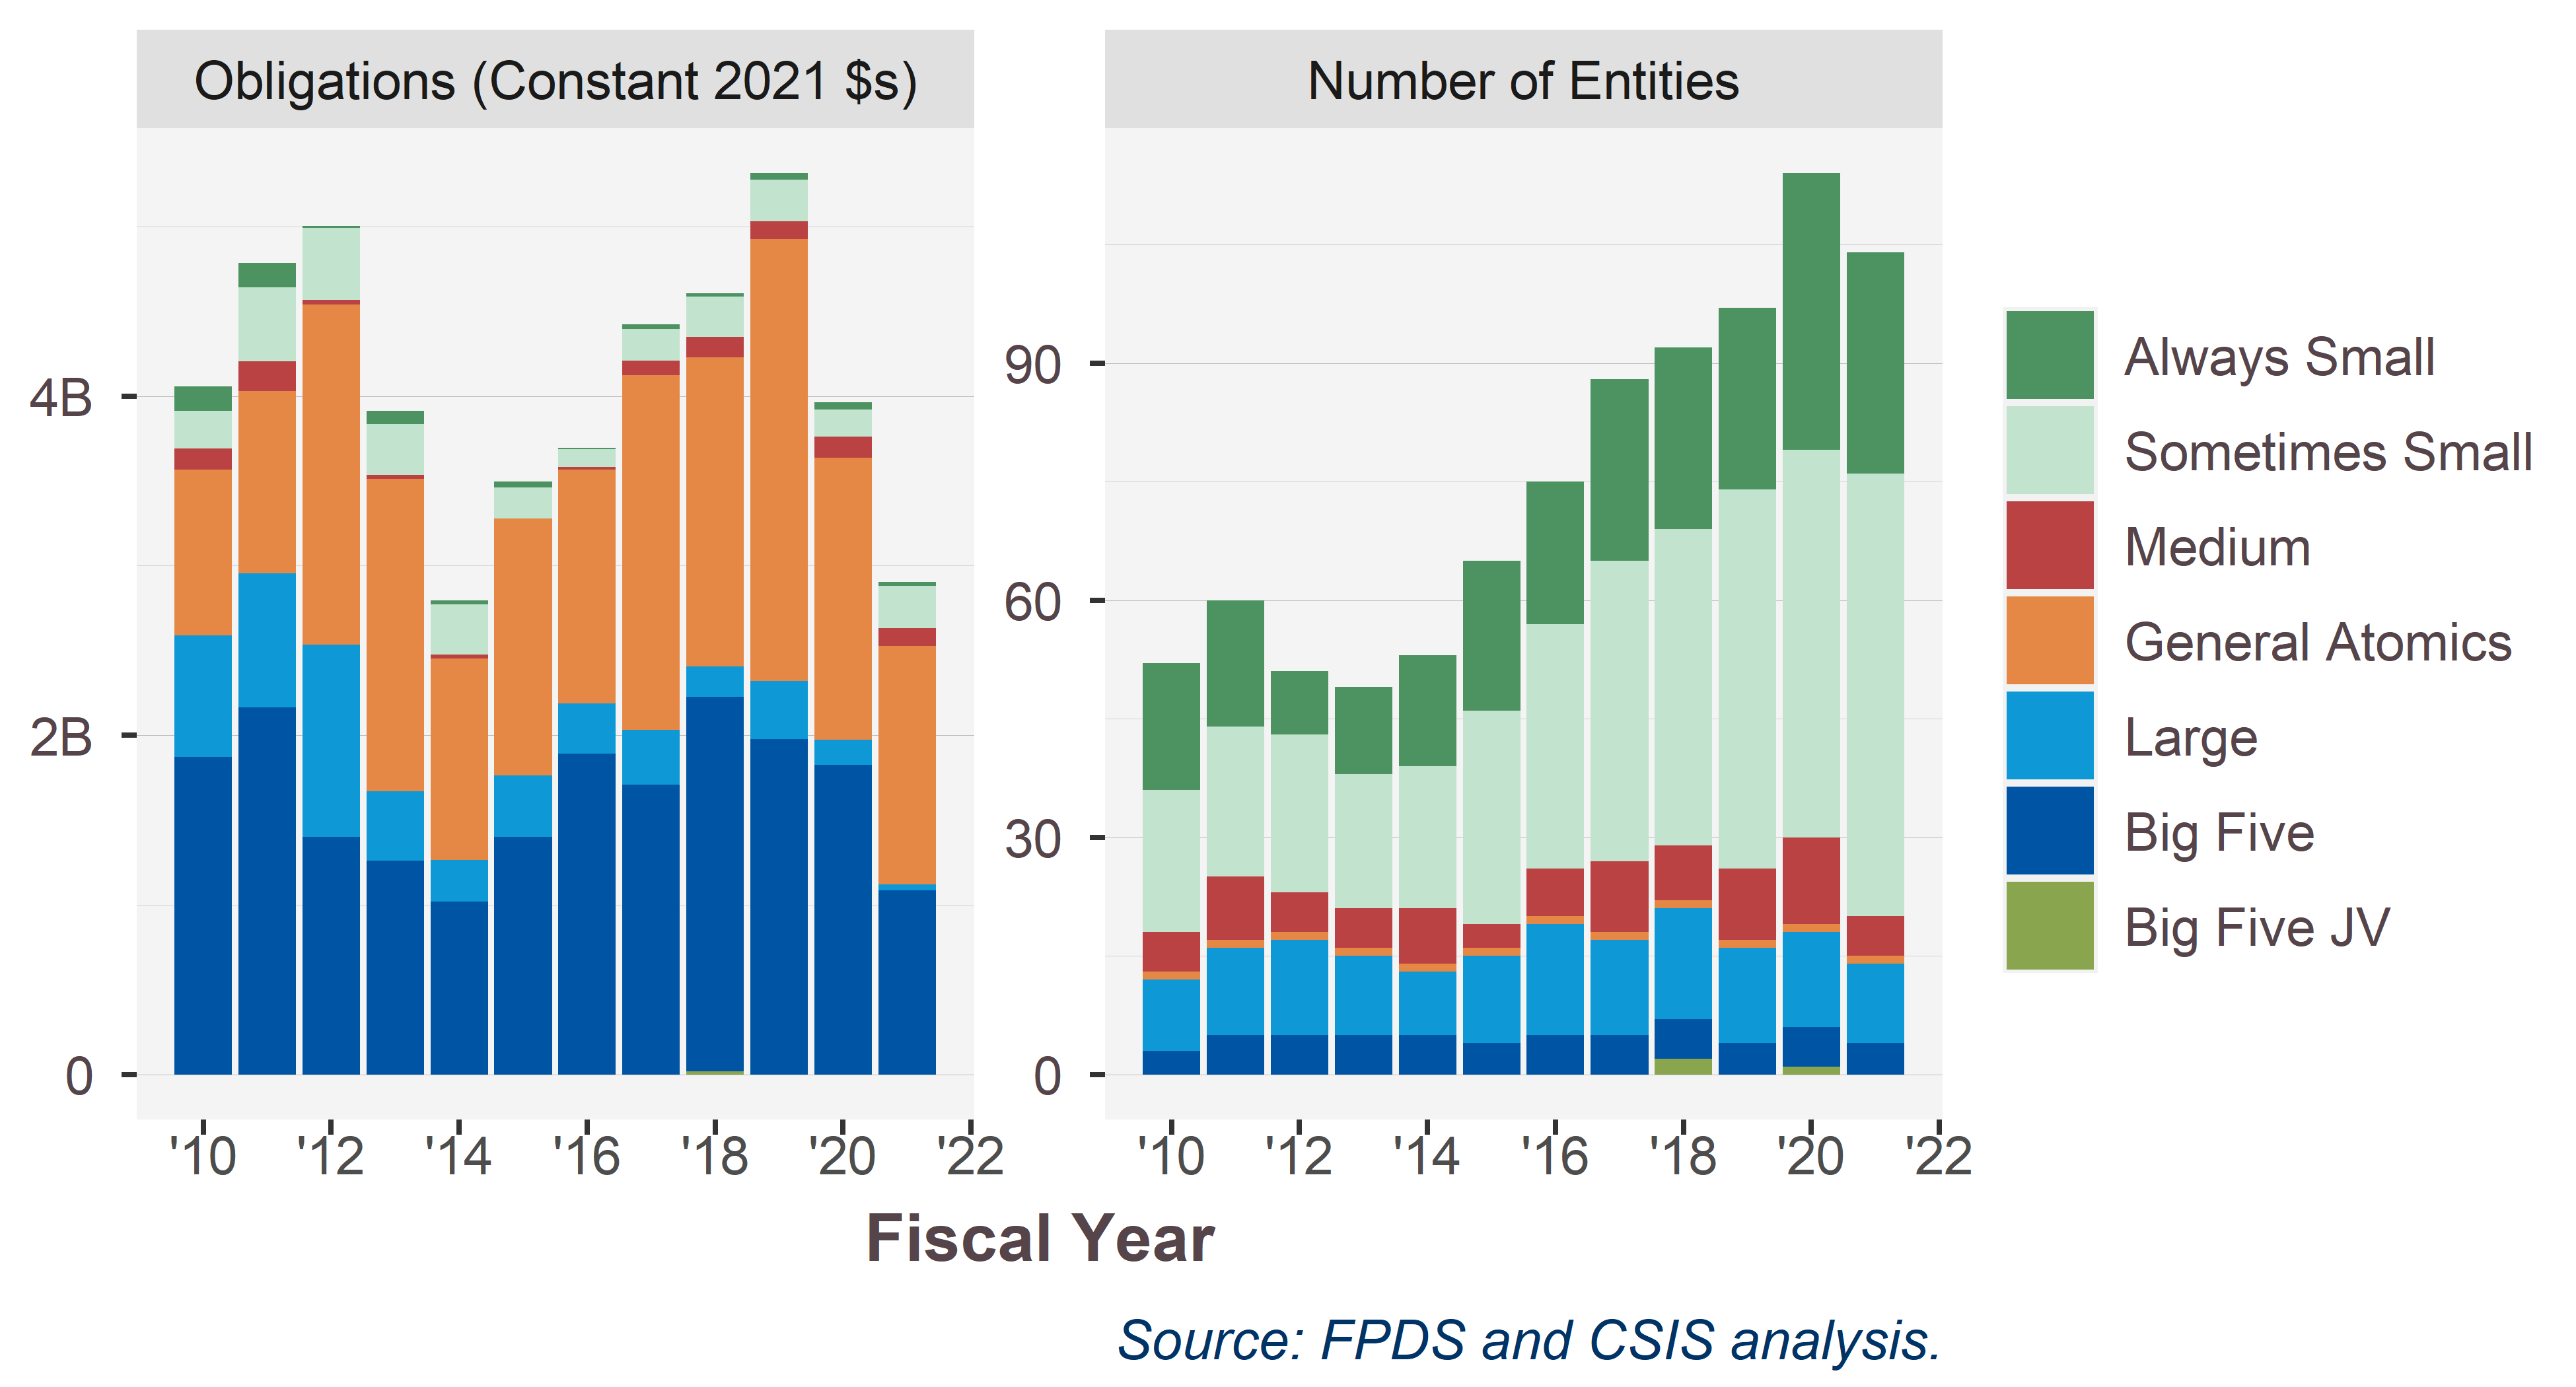 Obligations (Constant 2021 $s)
Number of Entities
4B
2B
0
90
60
30
0
'10 '12 '14 '16 '18 '20 '22
'10 '12 '14 '16 '18 '20 '22
Fiscal Year
Always Small
Sometimes Small
Medium
General Atomics
Large
Big Five
Big Five JV
Source: FPDS and CSIS analysis.